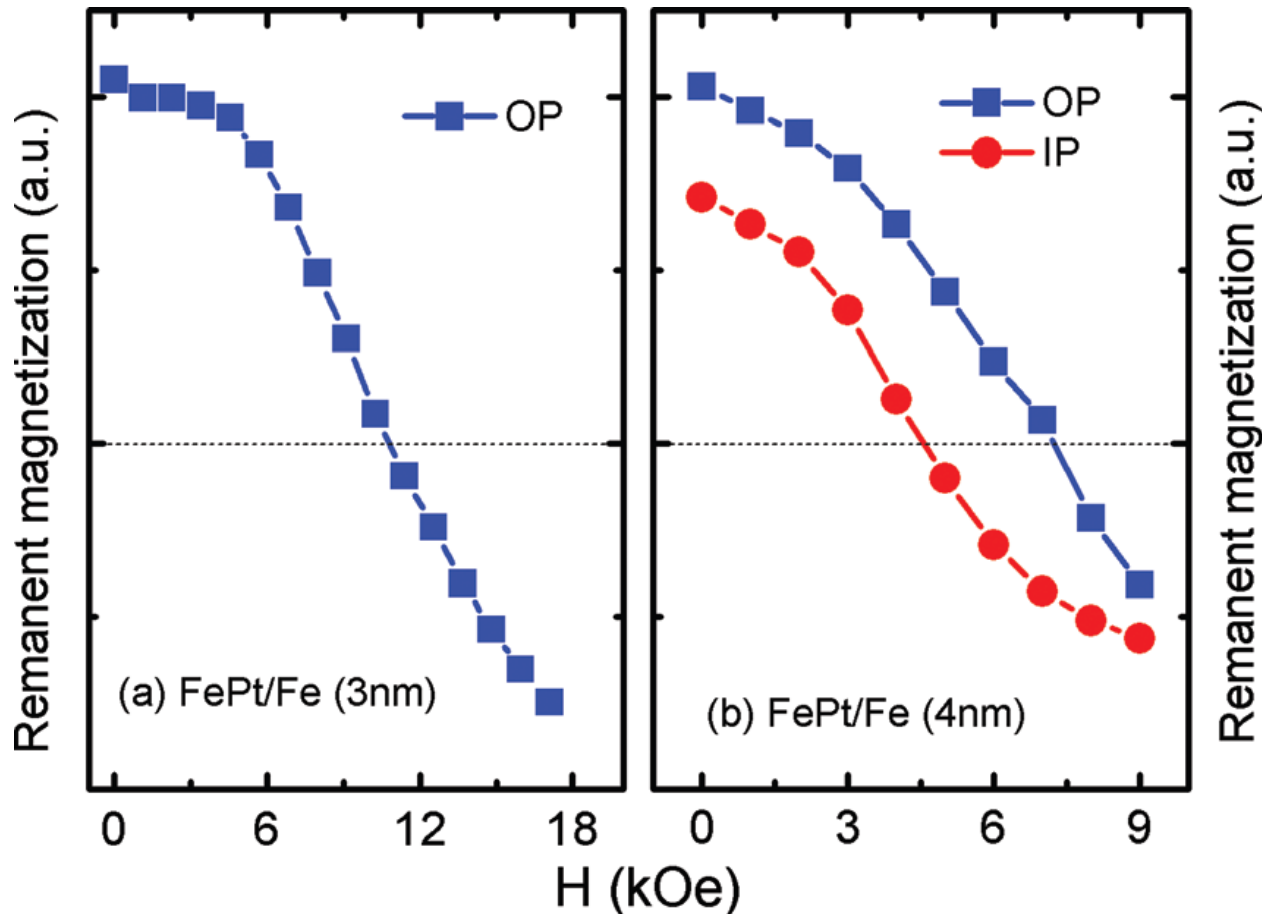 Remanent magnetization (a.u.)
OP
(a) FePt/Fe (3nm)
0 6 12 18
OP
IP
(b) FePt/Fe (4nm)
0 3 6 9
H (kOe)
Remanent magnetization (a.u.)